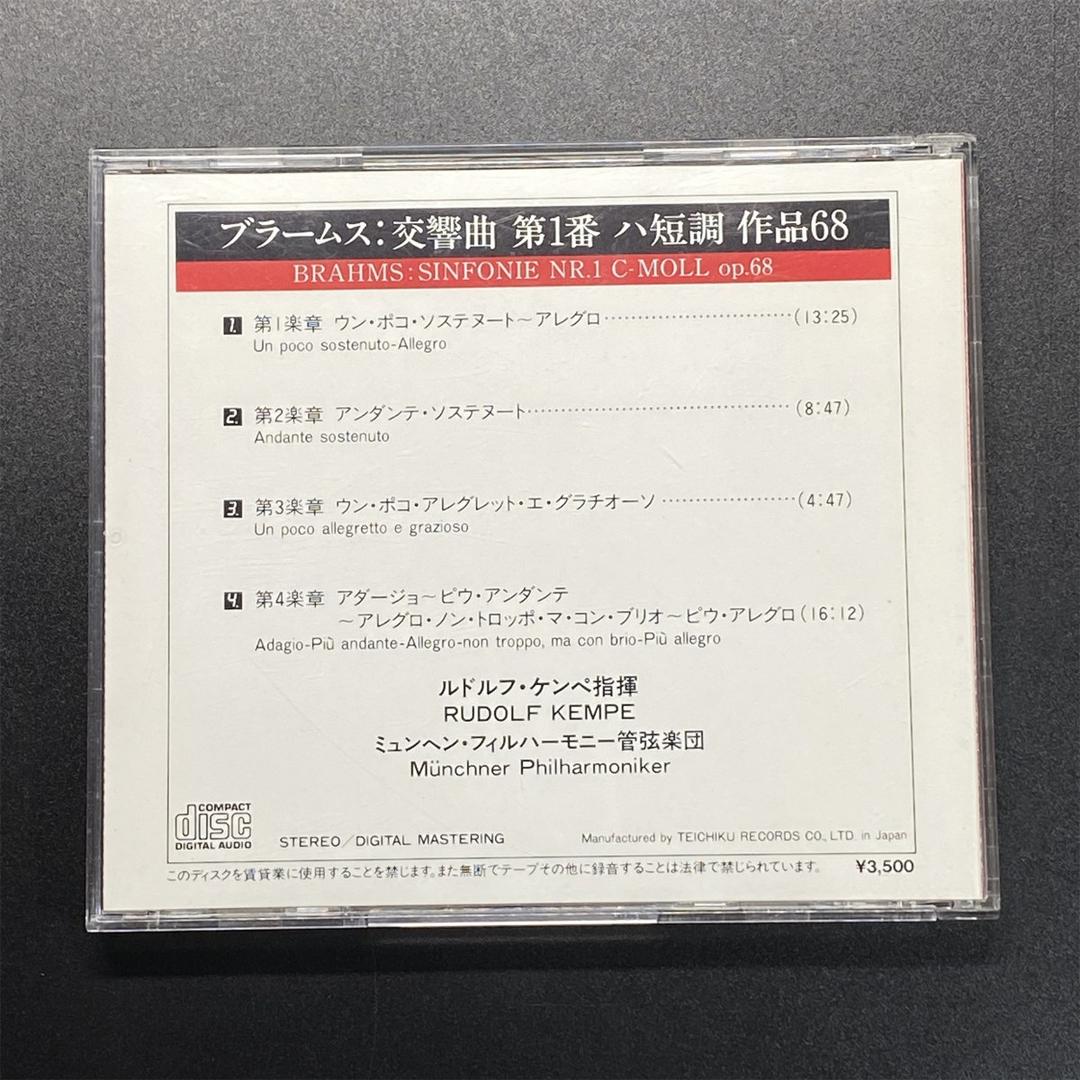 ブラームス:交響曲 第1番 ハ短調 作品68
BRAHMS:SINFONIE NR.1 C-MOLL op.68
1. 第1楽章 ウン・ポコ・ソステヌート〜アレグロ……………………(13:25)
Un poco sostenuto-Allegro
2. 第2楽章 アンダンテ・ソステヌート……………………………(8:47)
Andante sostenuto
3. 第3楽章 ウン・ポコ・アレグレット・エ・グラチオーソ………………(4:47)
Un poco allegretto e grazioso
4. 第4楽章 アダージョ〜ピウ・アンダンテ
〜アレグロ・ノン・トロッポ・マ・コン・ブリオ〜ピウ・アレグロ(16:12)
Adagio-Più andante-Allegro-non troppo, ma con brio-Più allegro
ルドルフ・ケンペ指揮
RUDOLF KEMPE
ミュンヘン・フィルハーモニー管弦楽団
Münchner Philharmoniker
COMPACT
disc
DIGITAL AUDIO
STEREO/DIGITAL MASTERING
Manufactured by TEICHIKU RECORDS CO., LTD. in Japan
このディスクを賃貸業に使用することを禁じます。また無断でテープその他に録音することは法律で禁じられています。
¥3,500